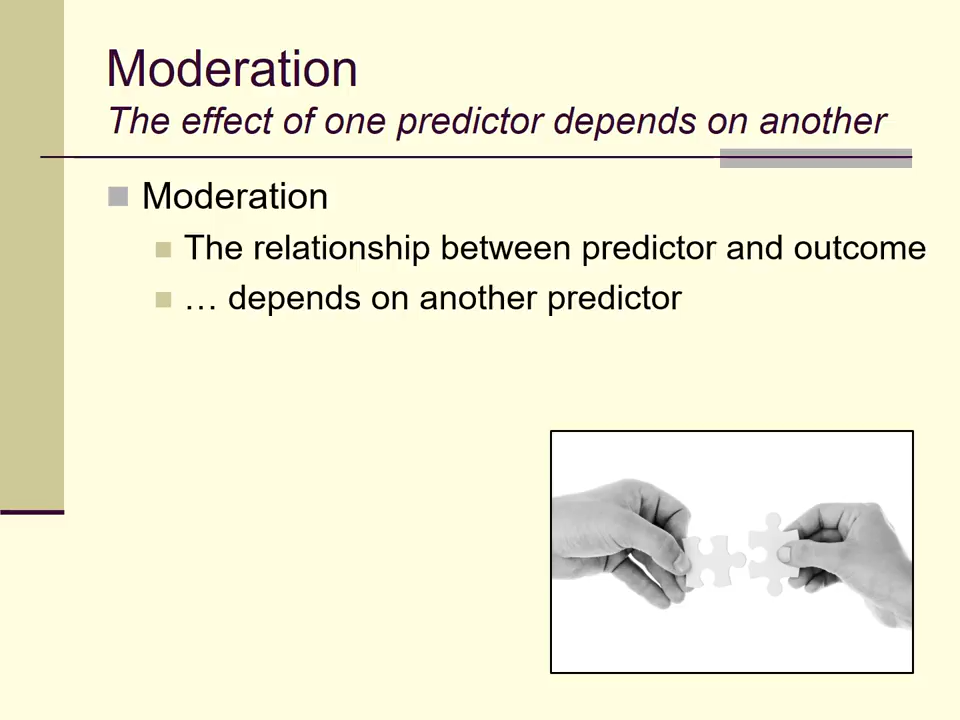 Moderation
The effect of one predictor depends on another
Moderation
The relationship between predictor and outcome
… depends on another predictor